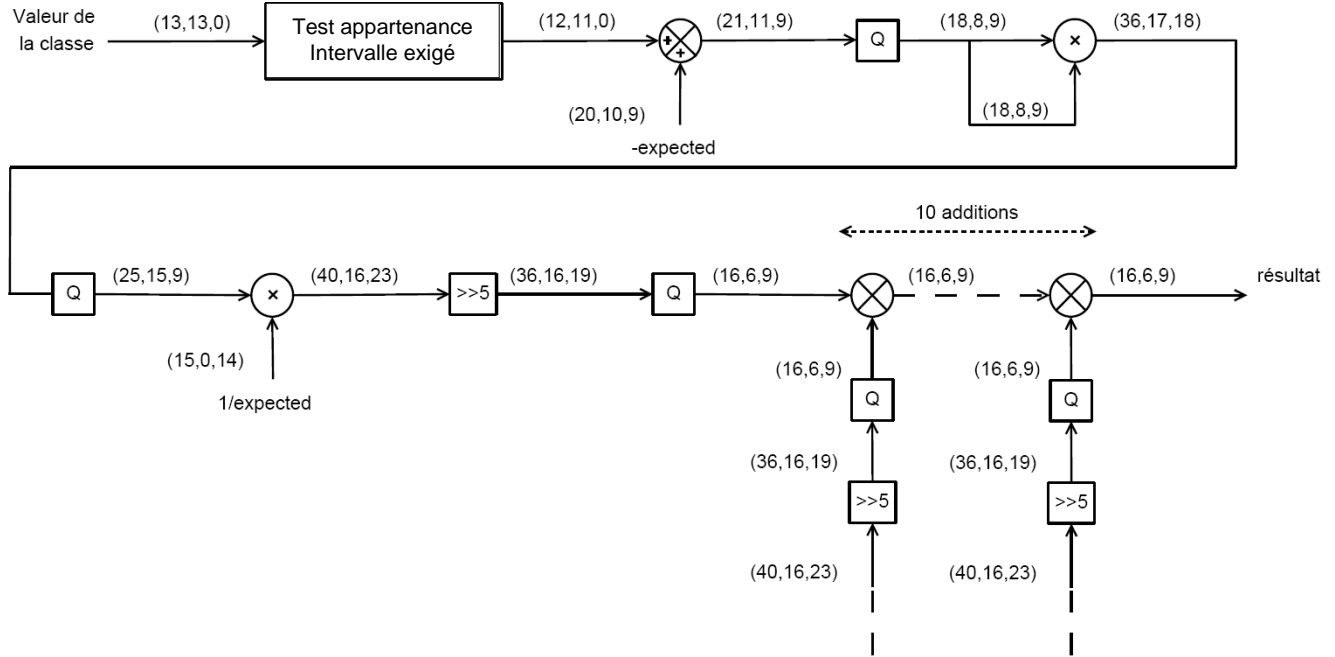 Valeur de
la classe
(13,13,0)
Test appartenance
Intervalle exigé
(12,11,0)
+
+
(20,10,9)
-expected
(21,11,9)
Q
(18,8,9)
(18,8,9)
×
(36,17,18)
10 additions
Q
(25,15,9)
×
(15,0,14)
1/expected
(40,16,23)
>>5
(36,16,19)
Q
(16,6,9)
(16,6,9)
(16,6,9)
résultat
(16,6,9)
(16,6,9)
Q
Q
(36,16,19)
(36,16,19)
>>5
>>5
(40,16,23)
(40,16,23)